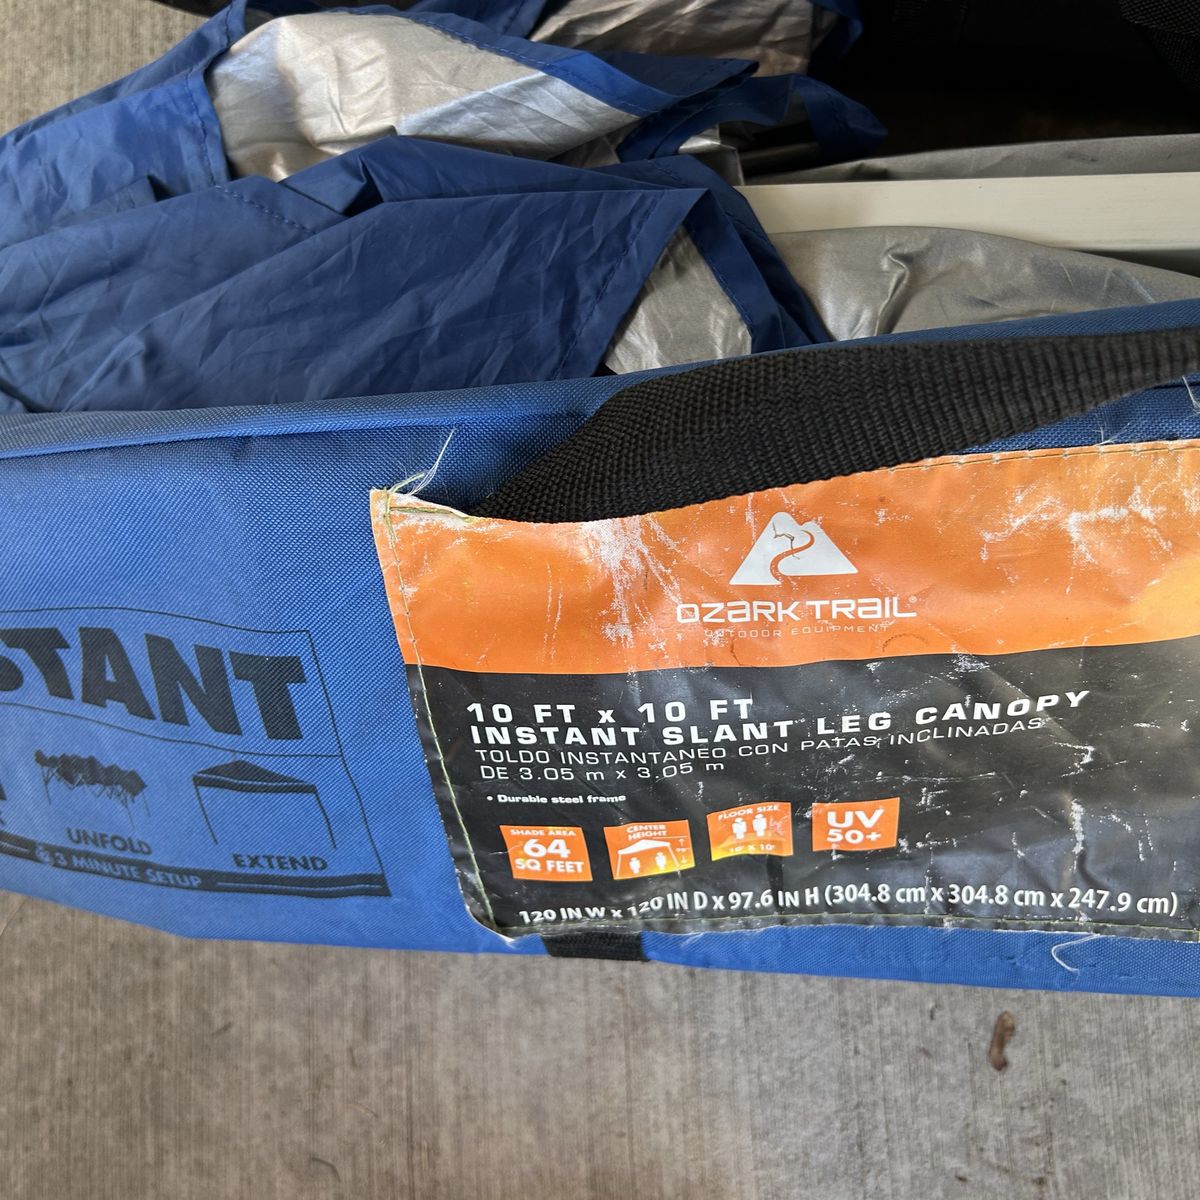 OZARK TRAIL®
OUTDOOR EQUIPMENT
10 FT x 10 FT
INSTANT SLANT LEG CANOPY
TOLDO INSTANTANEO CON PATAS INCLINADAS
DE 3.05 m x 3.05 m
• Durable steel frame
SHADE AREA
64
SQ FEET
CENTER
HEIGHT
FLOOR SIZE
10' X 10'
UV
50+
120 IN W x 120 IN D x 97.6 IN H (304.8 cm x 304.8 cm x 247.9 cm)
STANT
UNFOLD
EXTEND
3 MINUTE SETUP